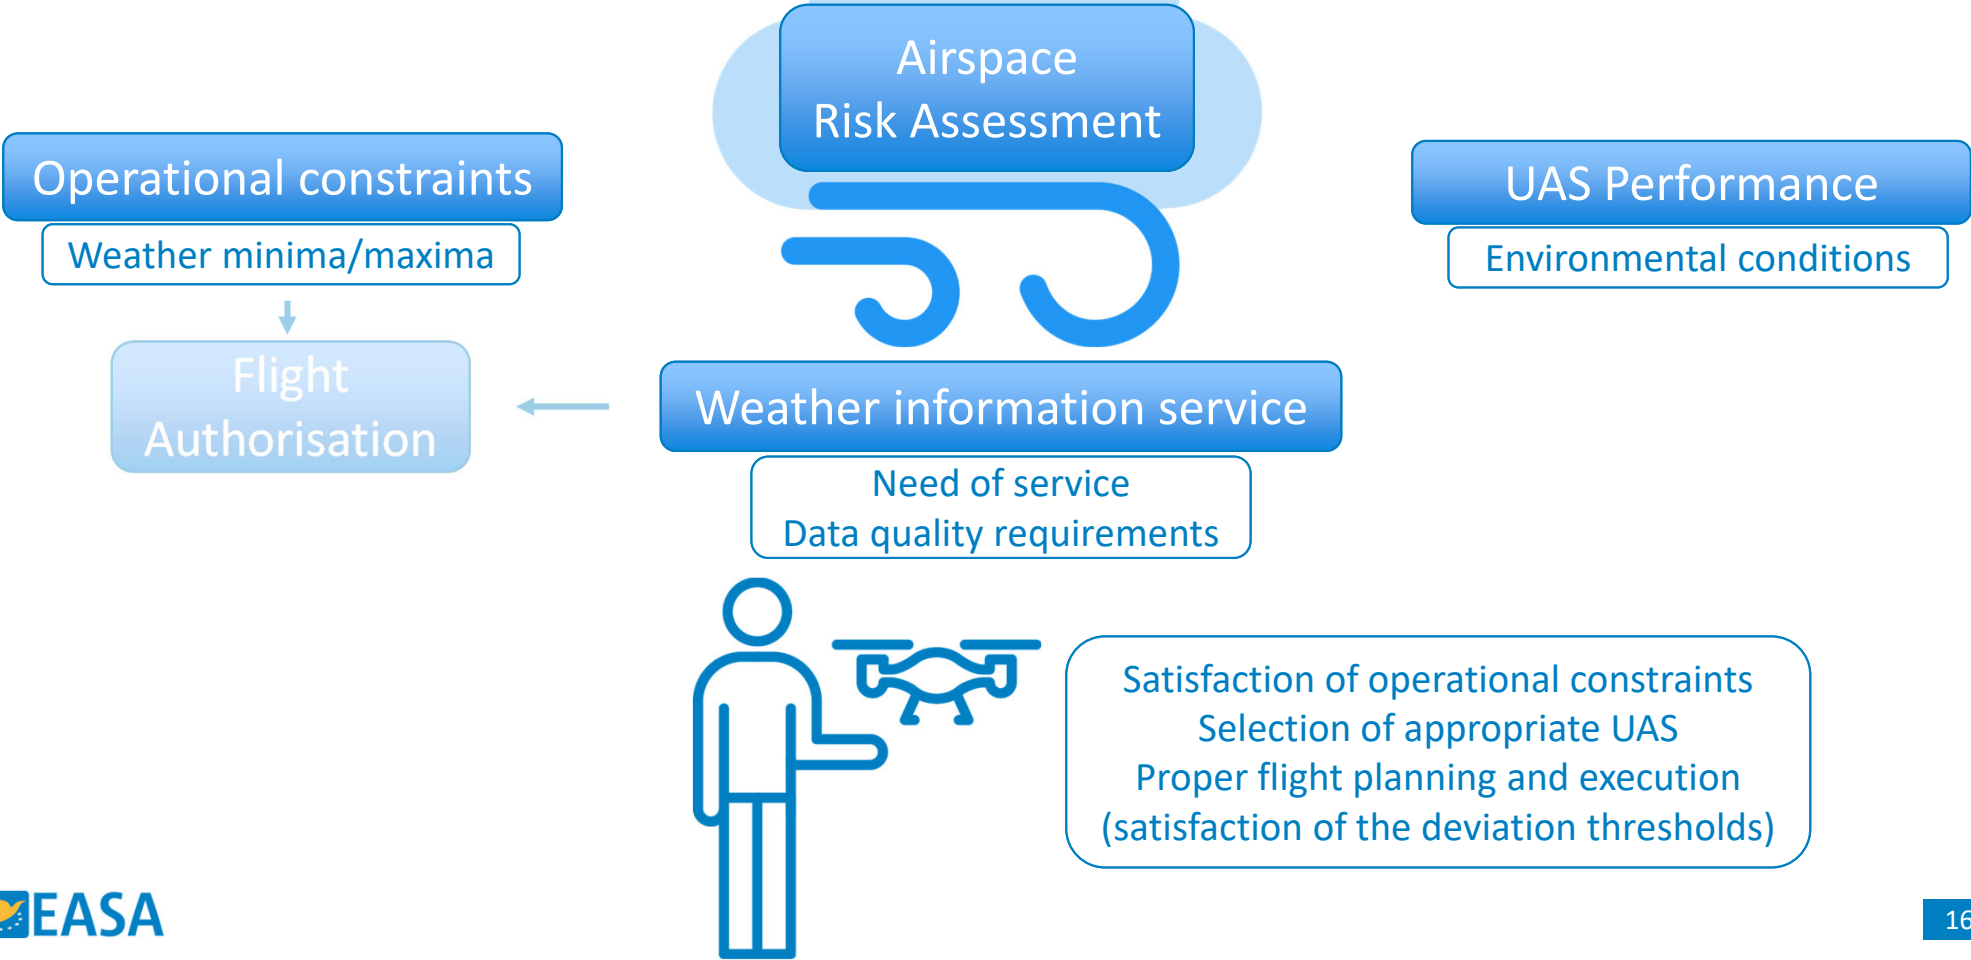 Airspace
Risk Assessment
Operational constraints
Weather minima/maxima
UAS Performance
Environmental conditions
Flight
Authorisation
Weather information service
Need of service
Data quality requirements
Satisfaction of operational constraints
Selection of appropriate UAS
Proper flight planning and execution
(satisfaction of the deviation thresholds)
EASA
16